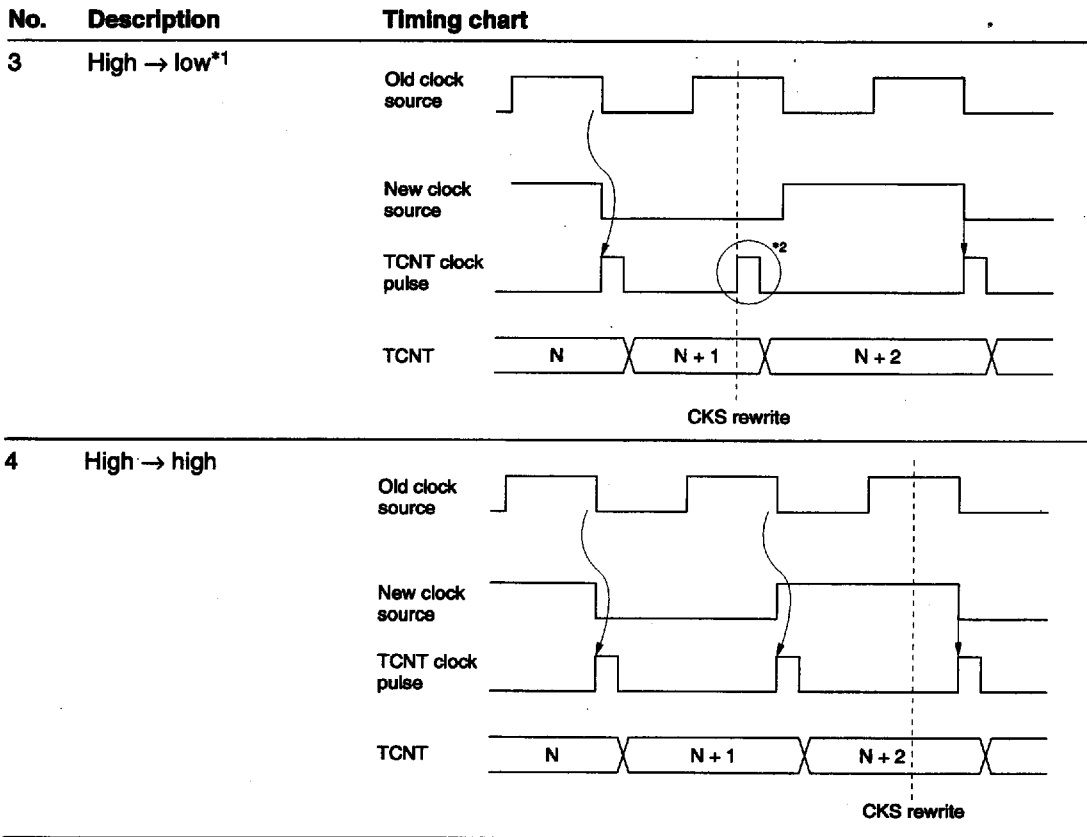 No. Description Timing chart
3 High → low*1
Old clock
source
New clock
source
*2
TCNT clock
pulse
TCNT N N + 1 N + 2
CKS rewrite
4 High → high
Old clock
source
New clock
source
TCNT clock
pulse
TCNT N N + 1 N + 2
CKS rewrite